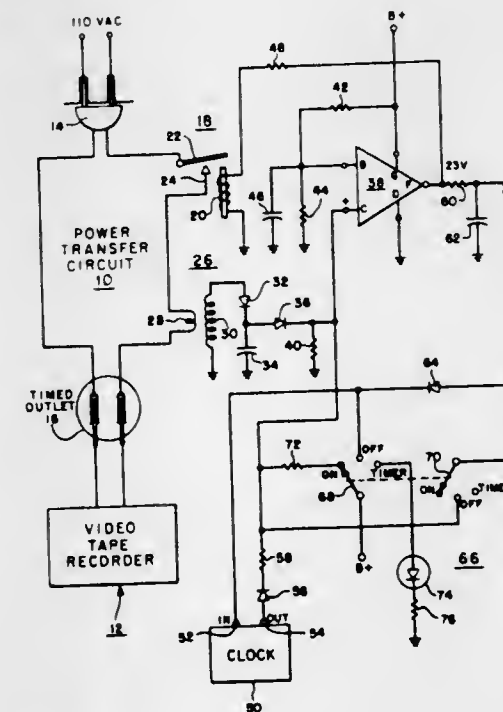 110 VAC
B+
48
14
22
18
42
24
B
38
G
F
23V
20
46
44
+
C
D
60
62
POWER
TRANSFER
CIRCUIT
10
26
32
36
28
30
34
40
64
TIMED
OUTLET
16
72
OFF
TIMER
70
ON
68
ON
OFF
TIME
VIDEO
TAPE
RECORDER
58
B+
66
56
74
12
IN
OUT
76
52
54
CLOCK
50